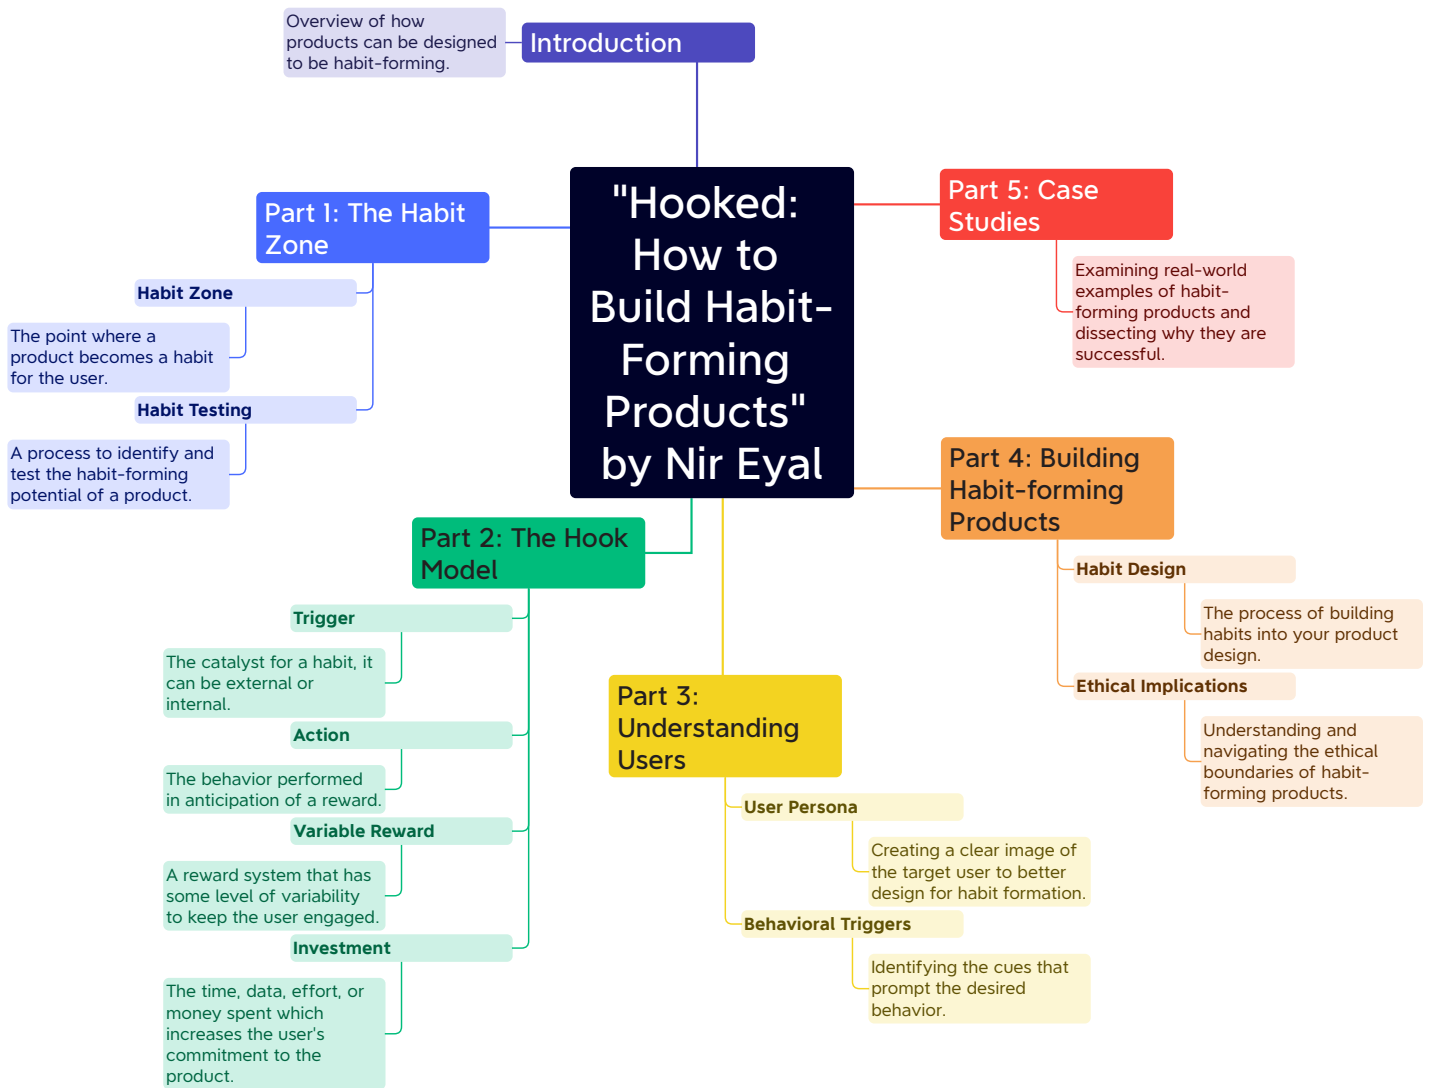 "Hooked:
How to
Build Habit-
Forming
Products"
by Nir Eyal
Introduction
Overview of how
products can be designed
to be habit-forming.
Part 1: The Habit
Zone
Habit Zone
The point where a
product becomes a habit
for the user.
Habit Testing
A process to identify and
test the habit-forming
potential of a product.
Part 2: The Hook
Model
Trigger
The catalyst for a habit, it
can be external or
internal.
Action
The behavior performed
in anticipation of a reward.
Variable Reward
A reward system that has
some level of variability
to keep the user engaged.
Investment
The time, data, effort, or
money spent which
increases the user's
commitment to the
product.
Part 3:
Understanding
Users
User Persona
Creating a clear image of
the target user to better
design for habit formation.
Behavioral Triggers
Identifying the cues that
prompt the desired
behavior.
Part 4: Building
Habit-forming
Products
Habit Design
The process of building
habits into your product
design.
Ethical Implications
Understanding and
navigating the ethical
boundaries of habit-
forming products.
Part 5: Case
Studies
Examining real-world
examples of habit-
forming products and
dissecting why they are
successful.